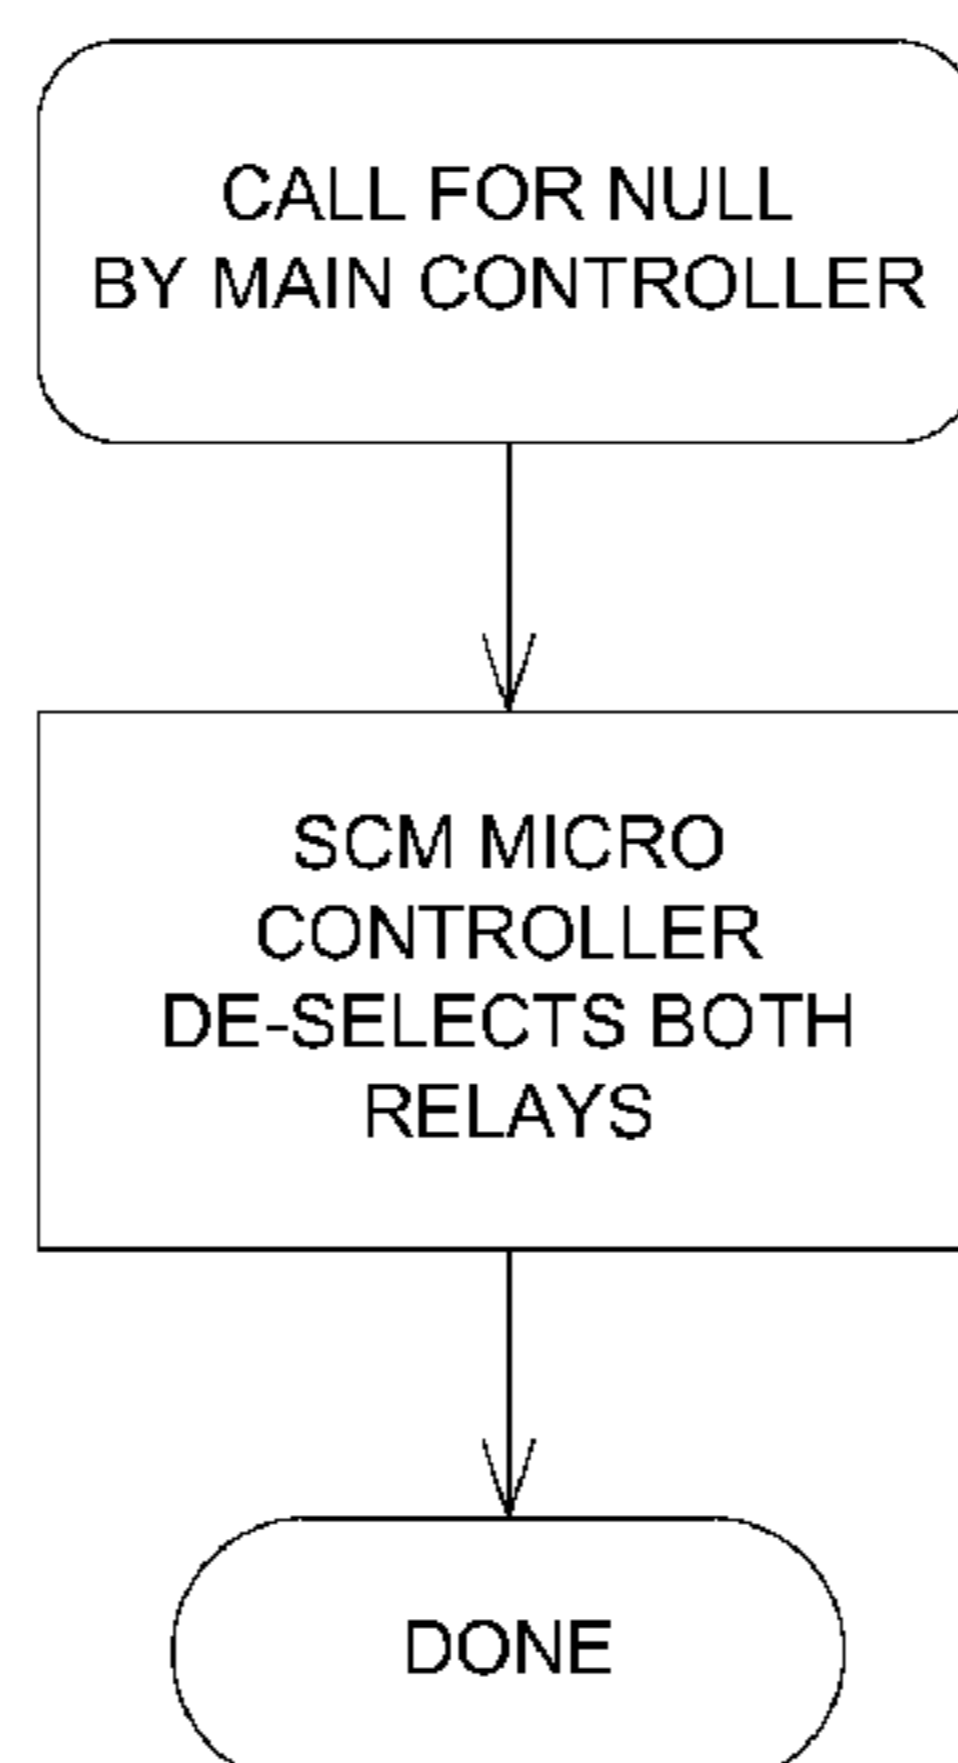 CALL FOR NULL
BY MAIN CONTROLLER
SCM MICRO
CONTROLLER
DE-SELECTS BOTH
RELAYS
DONE